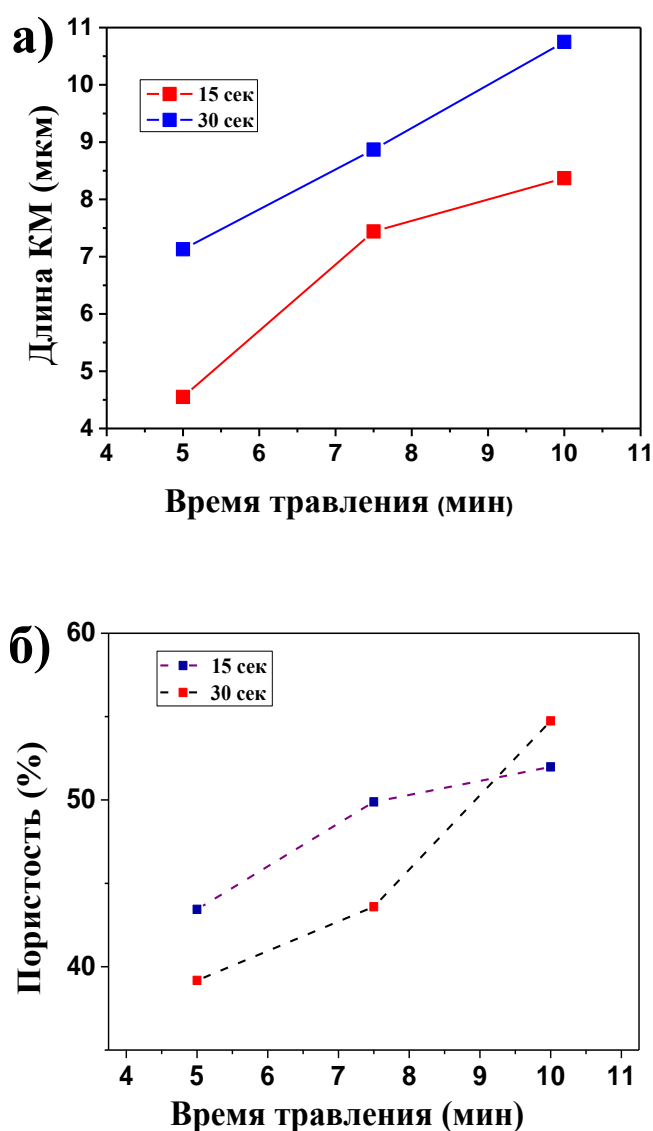 а)
11
10
9
8
7
6
5
4
Длина КМ (мкм)
15 сек
30 сек
4 5 6 7 8 9 10 11
Время травления (мин)
б)
60
50
40
Пористость (%)
15 сек
30 сек
4 5 6 7 8 9 10 11
Время травления (мин)